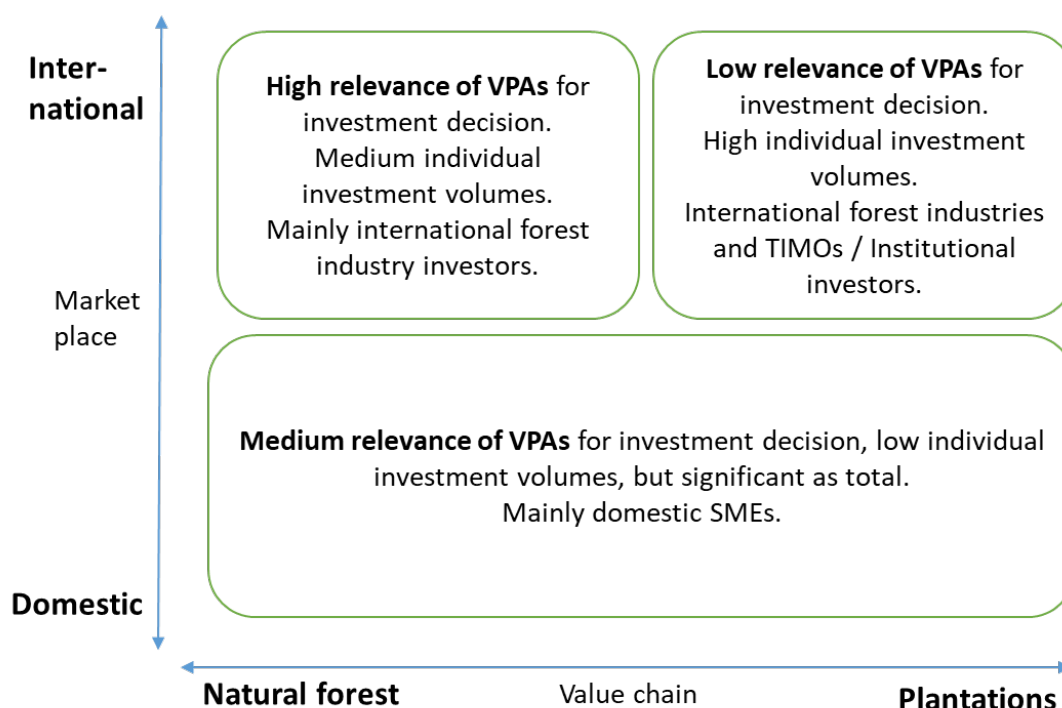 Inter-
national
High relevance of VPAs for
investment decision.
Medium individual
investment volumes.
Mainly international forest
industry investors.
Low relevance of VPAs for
investment decision.
High individual investment
volumes.
International forest industries
and TIMOs / Institutional
investors.
Market
place
Medium relevance of VPAs for investment decision, low individual
investment volumes, but significant as total.
Mainly domestic SMEs.
Domestic
Natural forest
Value chain
Plantations